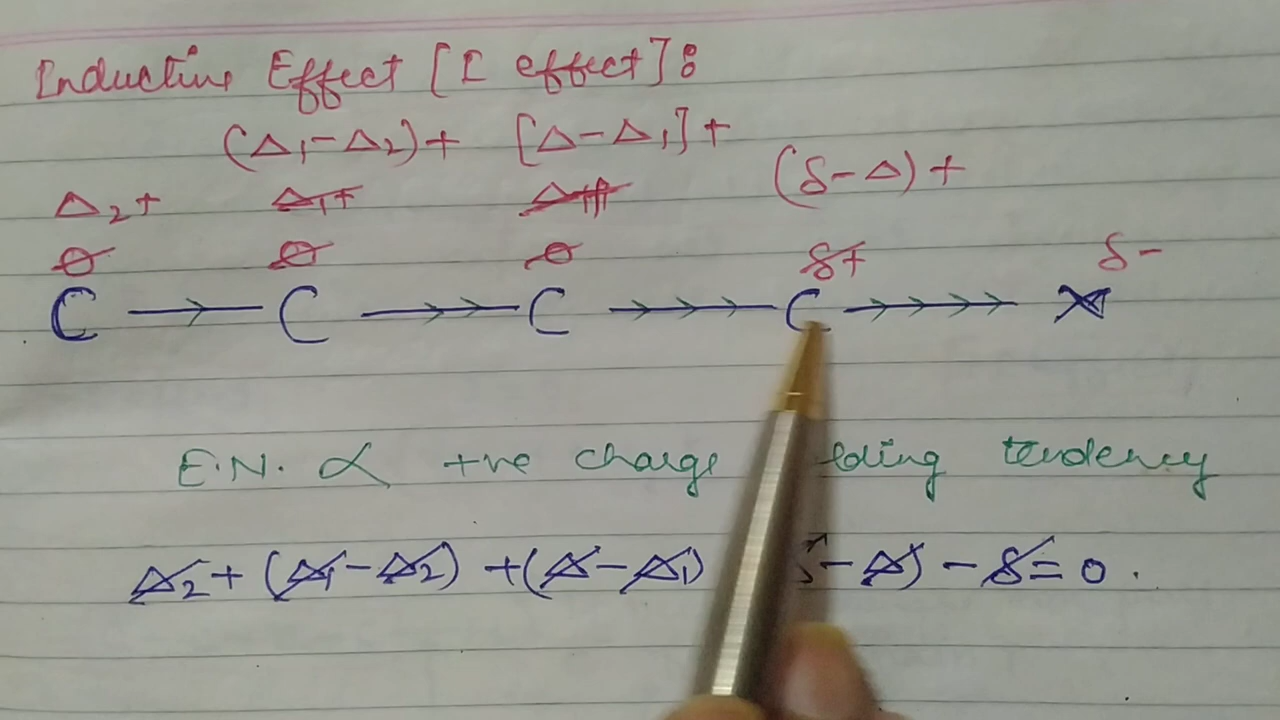 Inductive Effect [I effect]:
(Δ₁-Δ₂)+ [Δ-Δ₁]+ (δ-Δ)+
Δ₂+ Δ₁+
0 0 0 δ+ δ-
C C C C X
E.N. ∝ +ve charge tendency
Δ₂+ (Δ₁-Δ₂) +(Δ-Δ₁) -Δ) -δ=0.